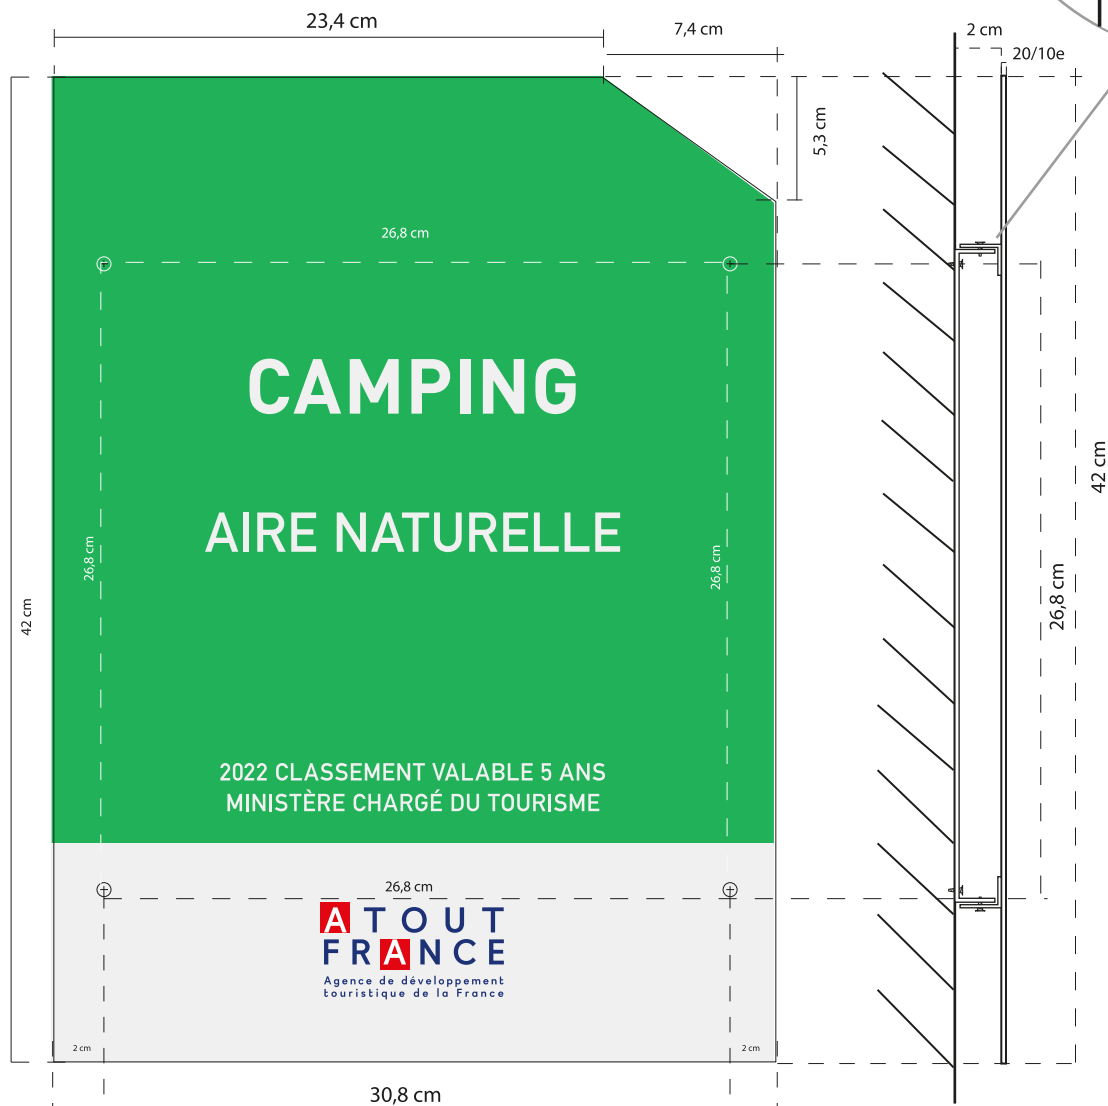 23,4 cm
7,4 cm
2 cm
20/10e
5,3 cm
26,8 cm
CAMPING
AIRE NATURELLE
26,8 cm
26,8 cm
42 cm
42 cm
26,8 cm
2022 CLASSEMENT VALABLE 5 ANS
MINISTÈRE CHARGÉ DU TOURISME
26,8 cm
ATOUT
FRANCE
Agence de développement
touristique de la France
2 cm
2 cm
30,8 cm